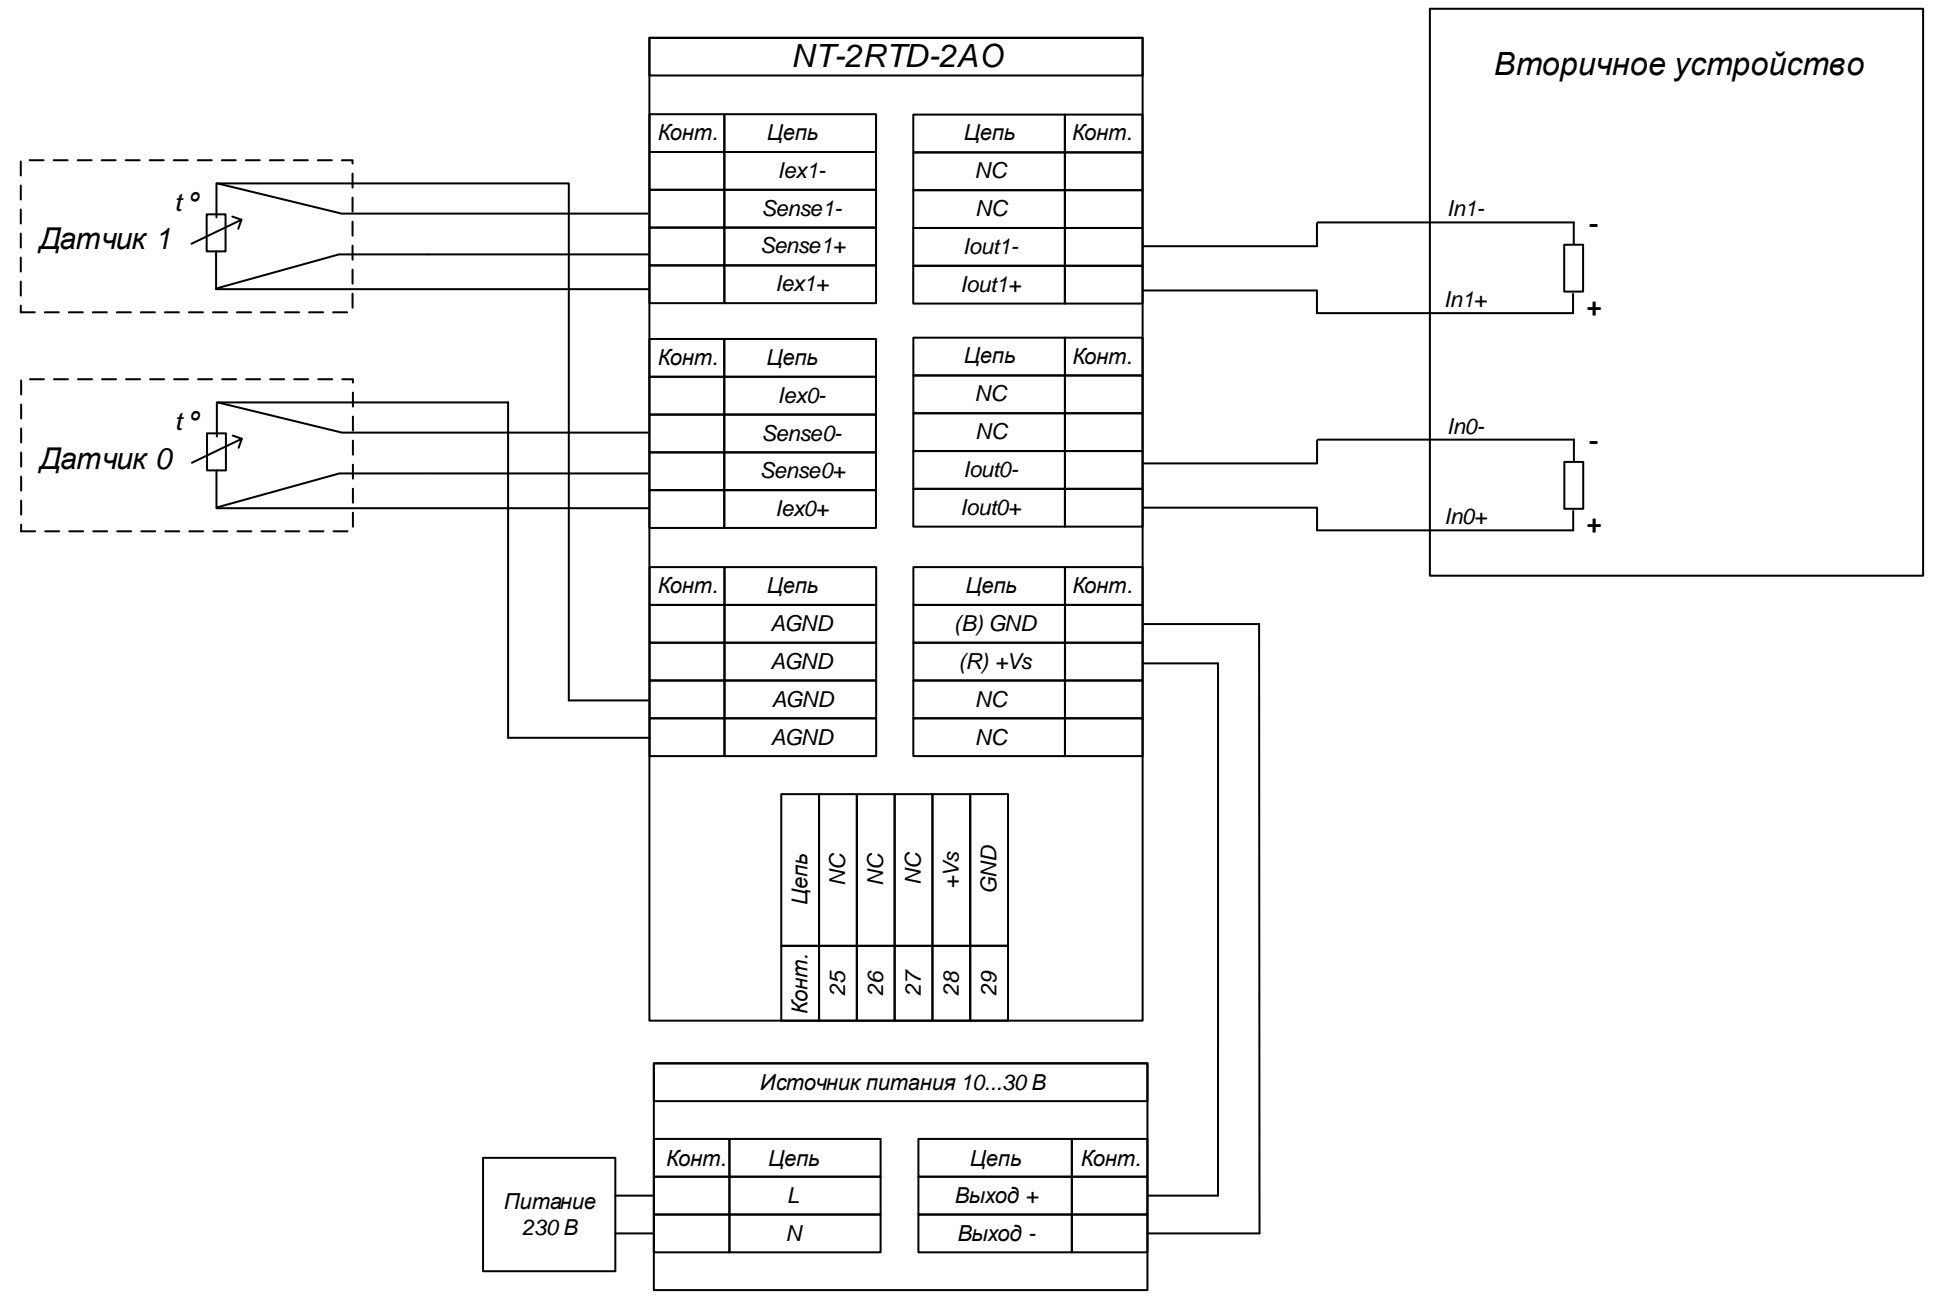 NT-2RTD-2AO
Вторичное устройство
Конт. Цепь
Iex1-
Sense1-
Sense1+
Iex1+
Цепь Конт.
NC
NC
Iout1-
Iout1+
t°
Датчик 1
In1-
-
In1+
+
Конт. Цепь
Iex0-
Sense0-
Sense0+
Iex0+
Цепь Конт.
NC
NC
Iout0-
Iout0+
t°
Датчик 0
In0-
-
In0+
+
Конт. Цепь
AGND
AGND
AGND
AGND
Цепь Конт.
(B) GND
(R) +Vs
NC
NC
Цепь
NC
NC
NC
+Vs
GND
Конт.
25
26
27
28
29
Источник питания 10...30 В
Питание
230 В
Конт. Цепь
L
N
Цепь Конт.
Выход +
Выход -